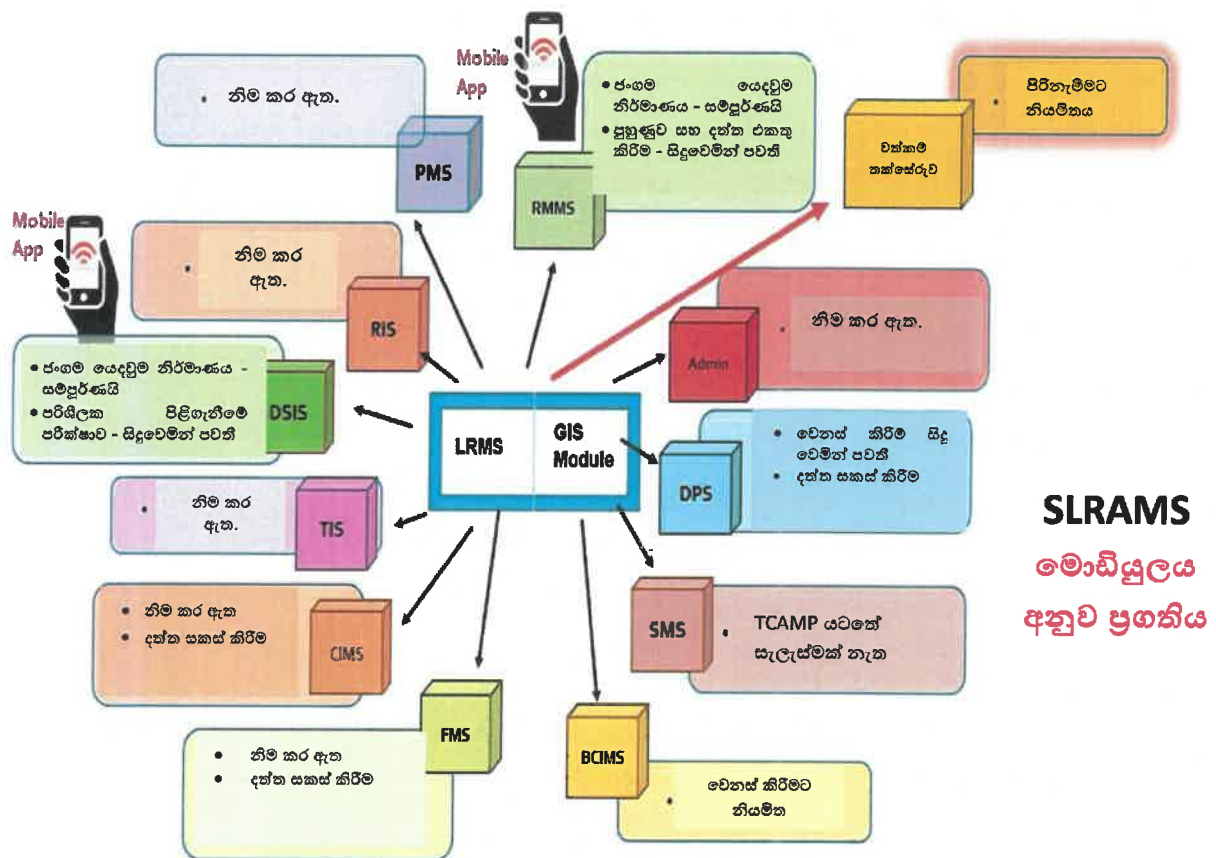 Mobile
App
• නිම කර ඇත.
PMS
• ජංගම යෙදවුම
නිර්මාණය - සම්පූර්ණයි
• පුහුණුව සහ දත්ත එකතු
කිරීම - සිදුවෙමින් පවතී
RMMS
• පිරිනැමීමට
නියමිතය
වත්කම්
තක්සේරුව
Mobile
App
• නිම කර
ඇත.
RIS
• නිම කර ඇත.
Admin
• ජංගම යෙදවුම නිර්මාණය -
සම්පූර්ණයි
• පරිශීලක පිළිගැනීමේ
පරීක්ෂාව - සිදුවෙමින් පවතී
DSIS
LRMS
GIS
Module
• වෙනස් කිරීම් සිදු
වෙමින් පවතී
• දත්ත සකස් කිරීම
DPS
• නිම කර
ඇත.
TIS
SLRAMS
මොඩියුලය
අනුව ප්‍රගතිය
• නිම කර ඇත
• දත්ත සකස් කිරීම
CIMS
SMS
• TCAMP යටතේ
සැලැස්මක් නැත
• නිම කර ඇත
• දත්ත සකස් කිරීම
FMS
BCIMS
• වෙනස් කිරීමට
නියමිත